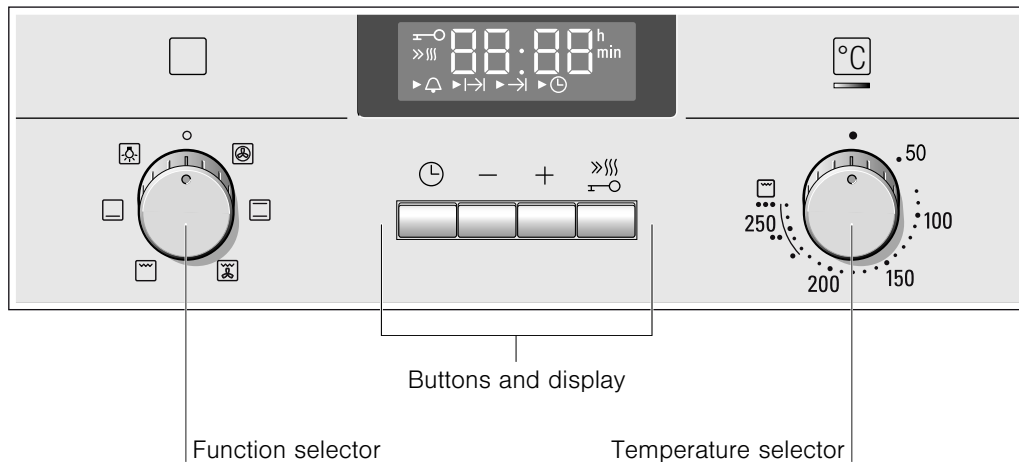 88:88 h
min
°C
50
100
150
200
250
− +
Buttons and display
Function selector
Temperature selector